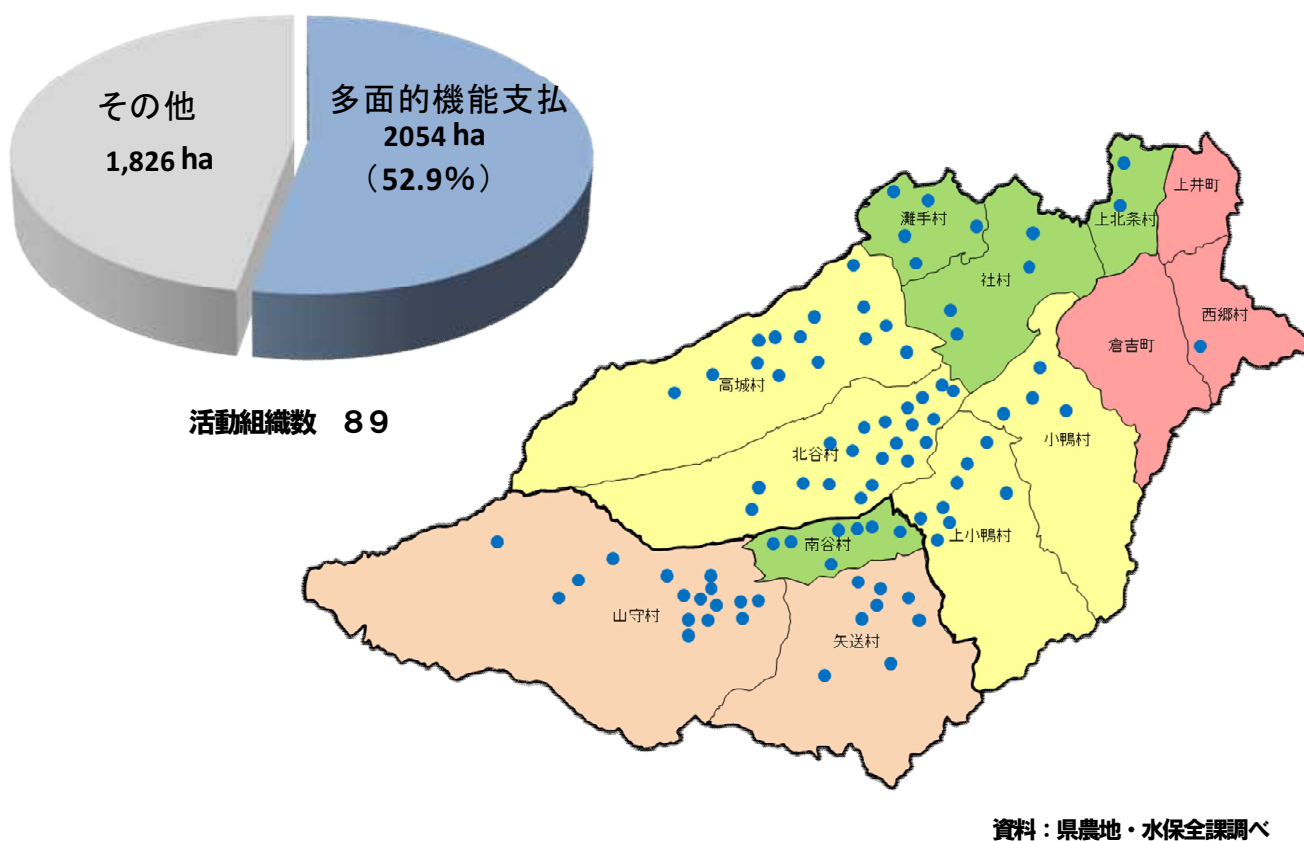 その他
1,826 ha
多面的機能支払
2054 ha
(52.9%)
活動組織数 89
上井町
上北条村
灘手村
社村
西郷村
倉吉町
高城村
小鴨村
北谷村
上小鴨村
南谷村
山守村
矢送村
資料:県農地・水保全課調べ